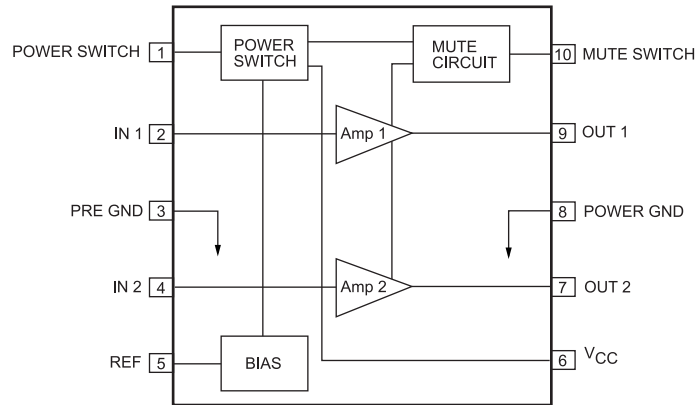 POWER SWITCH 1
POWER SWITCH
MUTE CIRCUIT
10 MUTE SWITCH
IN 1 2
Amp 1
9 OUT 1
PRE GND 3
8 POWER GND
IN 2 4
Amp 2
7 OUT 2
REF 5
BIAS
6 VCC